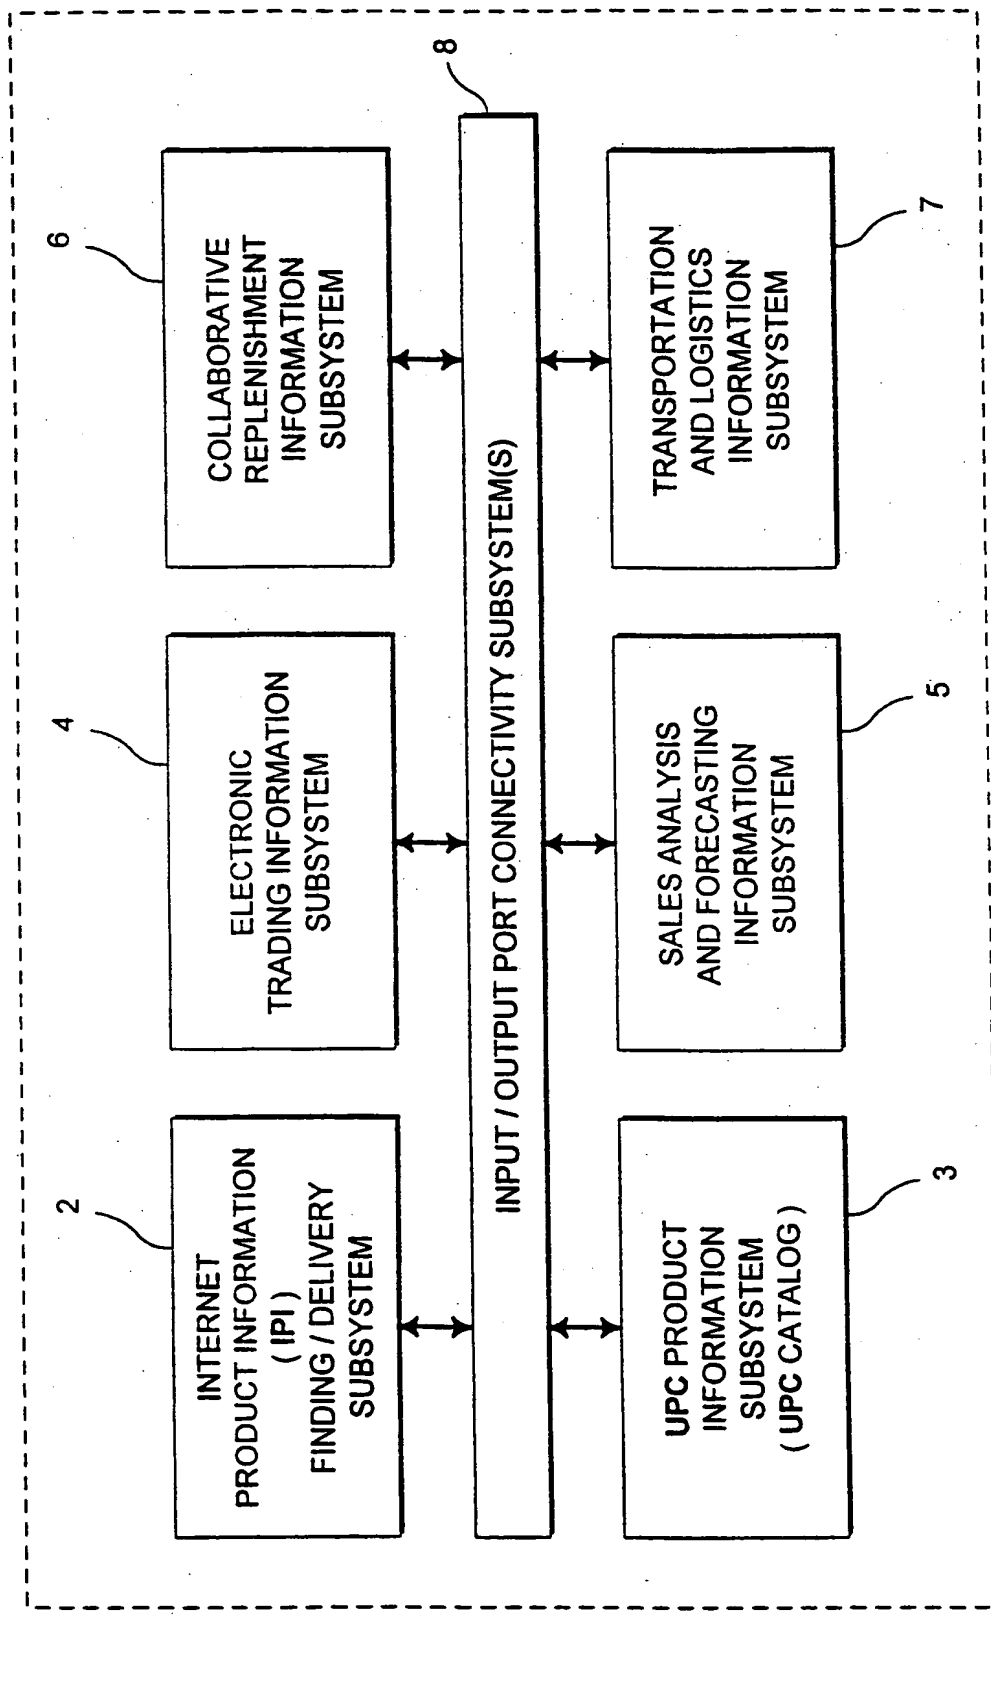 2
INTERNET
PRODUCT INFORMATION
( IPI )
FINDING / DELIVERY
SUBSYSTEM
4
ELECTRONIC
TRADING INFORMATION
SUBSYSTEM
6
COLLABORATIVE
REPLENISHMENT
INFORMATION
SUBSYSTEM
8
INPUT / OUTPUT PORT CONNECTIVITY SUBSYSTEM(S)
UPC PRODUCT
INFORMATION
SUBSYSTEM
( UPC CATALOG )
3
SALES ANALYSIS
AND FORECASTING
INFORMATION
SUBSYSTEM
5
TRANSPORTATION
AND LOGISTICS
INFORMATION
SUBSYSTEM
7